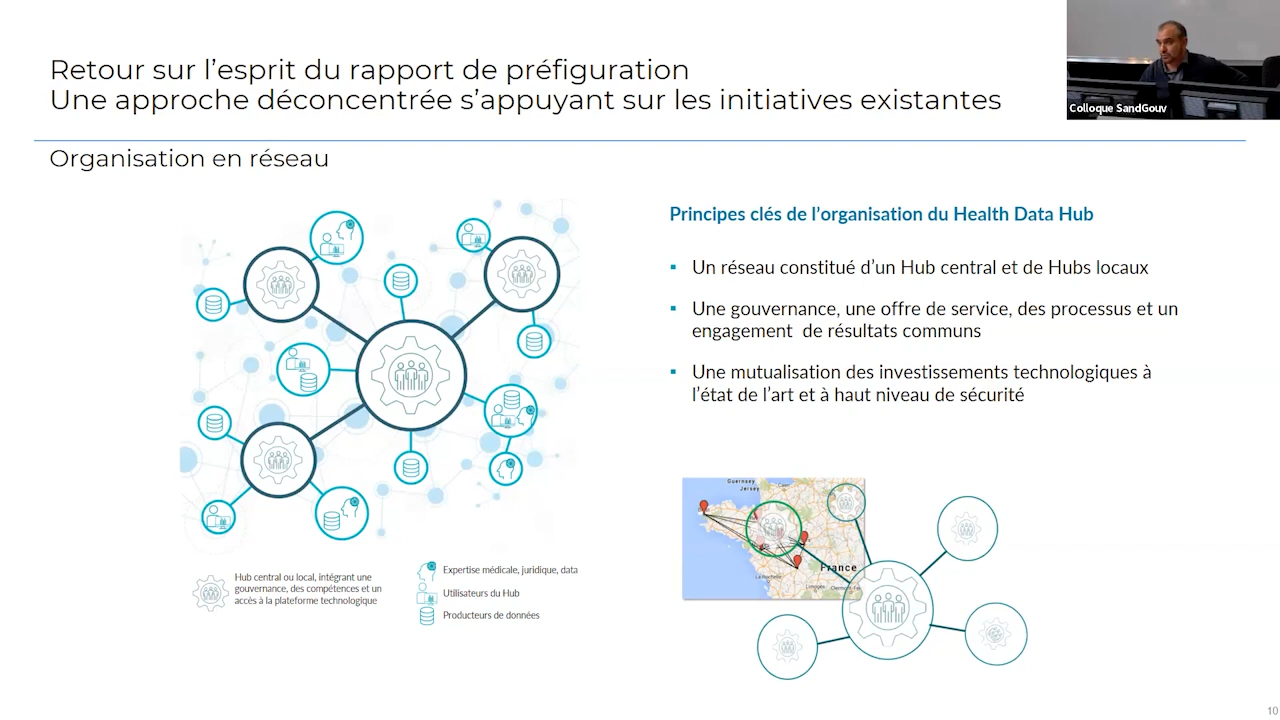 Retour sur l'esprit du rapport de préfiguration
Une approche déconcentrée s'appuyant sur les initiatives existantes
Colloque SandGouv
Organisation en réseau
Principes clés de l'organisation du Health Data Hub
▪ Un réseau constitué d'un Hub central et de Hubs locaux
▪ Une gouvernance, une offre de service, des processus et un
engagement de résultats communs
▪ Une mutualisation des investissements technologiques à
l'état de l'art et à haut niveau de sécurité
Guernsey
Jersey
Caen
France
La Rochelle
Limoges
Hub central ou local, intégrant une
gouvernance, des compétences et un
accès à la plateforme technologique
Expertise médicale, juridique, data
Utilisateurs du Hub
Producteurs de données
10